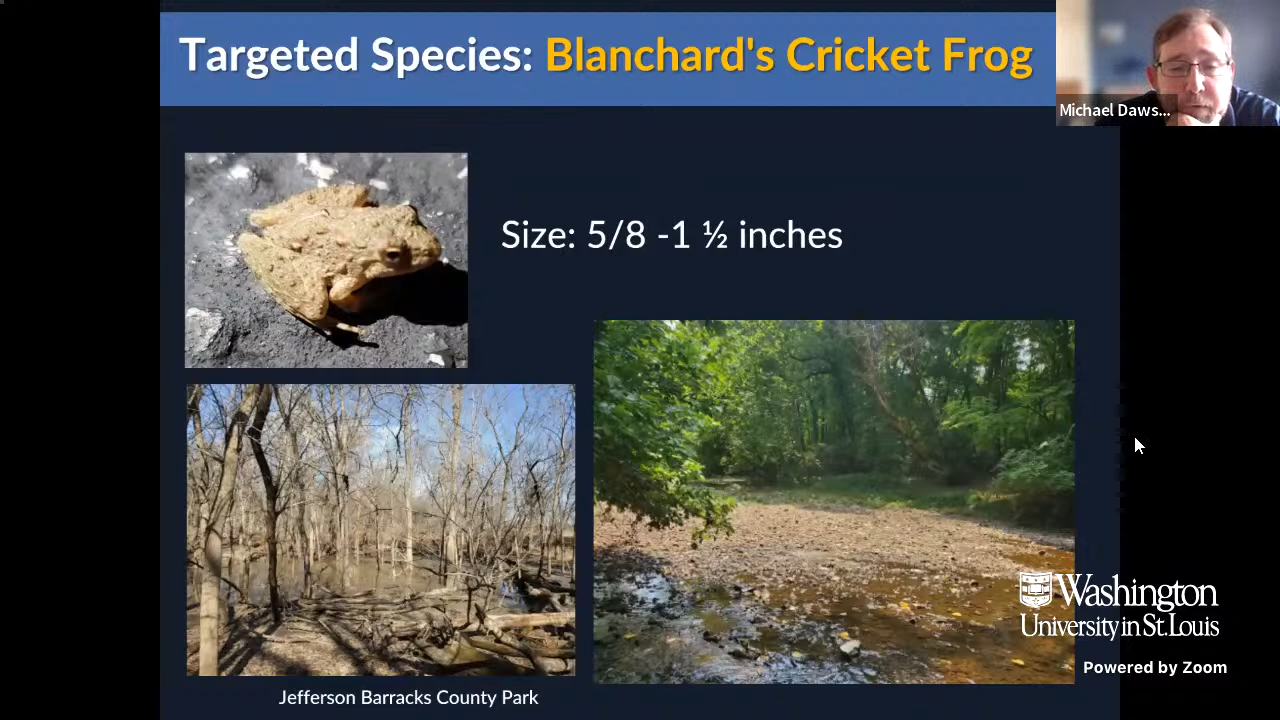 Targeted Species: Blanchard's Cricket Frog
Michael Daws...
Size: 5/8 -1 ½ inches
Washington
University in St. Louis
Powered by Zoom
Jefferson Barracks County Park